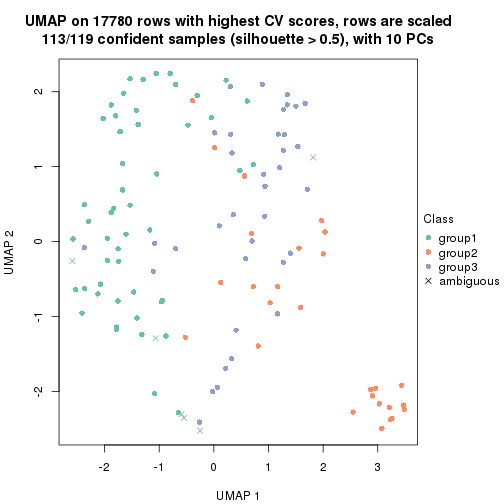 UMAP on 17780 rows with highest CV scores, rows are scaled
113/119 confident samples (silhouette > 0.5), with 10 PCs
2
1
0
-1
-2
UMAP 2
-2
-1
0
1
2
3
UMAP 1
Class
group1
group2
group3
ambiguous